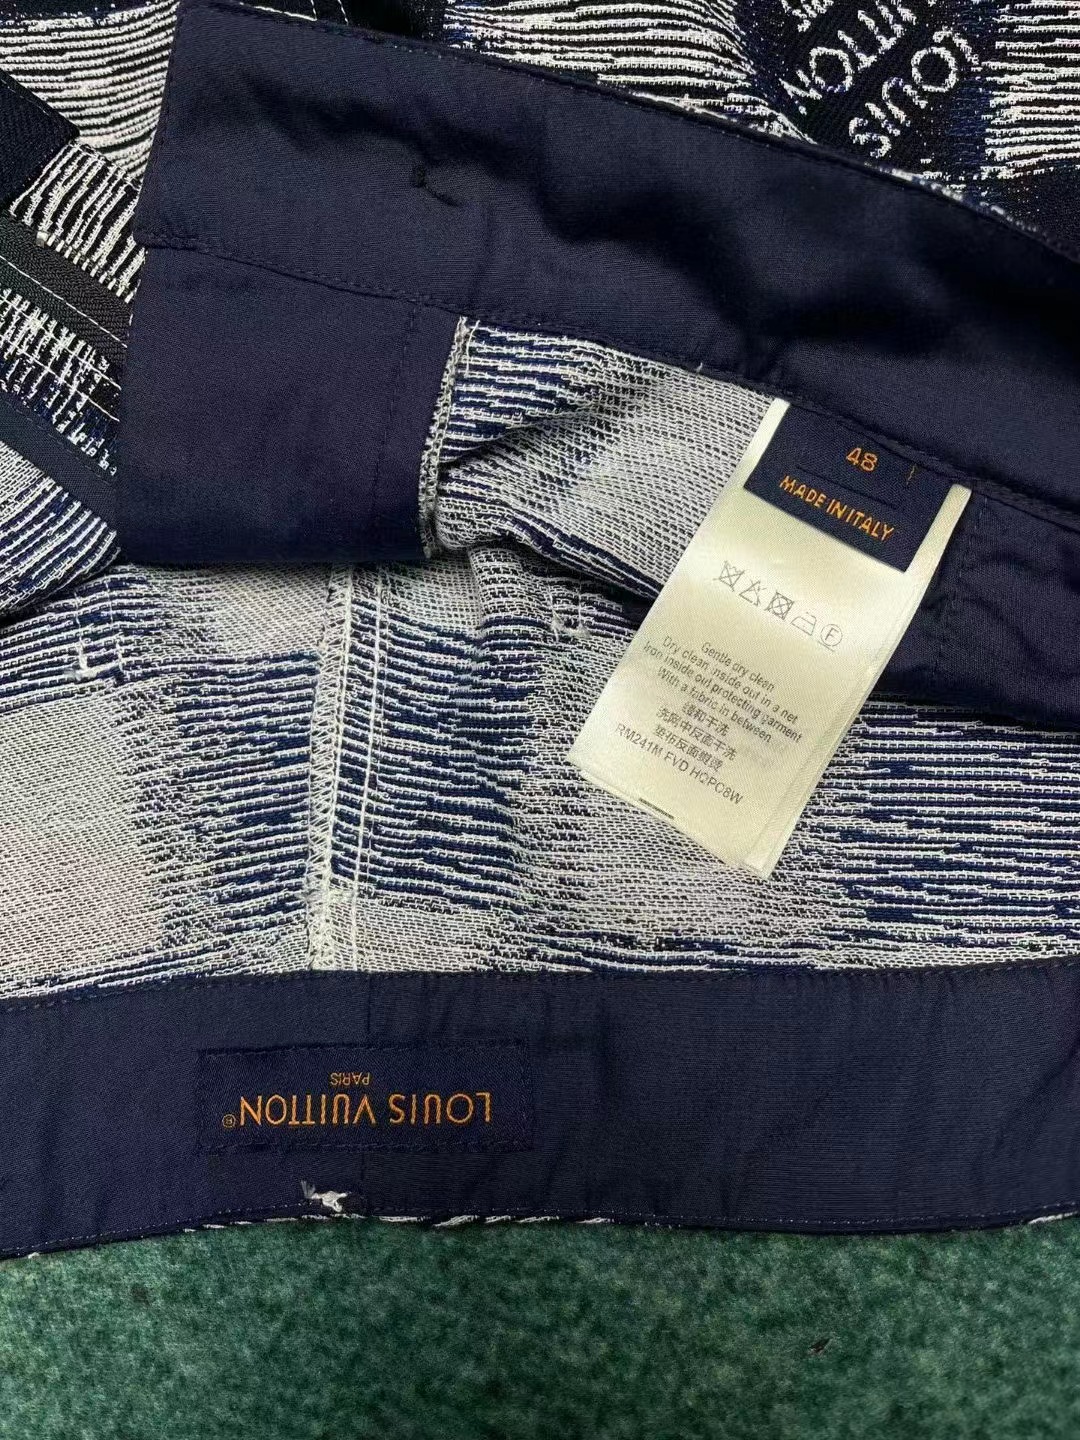 LOUIS
VUITTON
48
MADE IN ITALY
F
Gentle dry clean
Dry clean, inside out in a net
Iron inside out protecting garment
With a fabric in between
RM241M FVD HQPC8W
LOUIS VUITTON®
PARIS